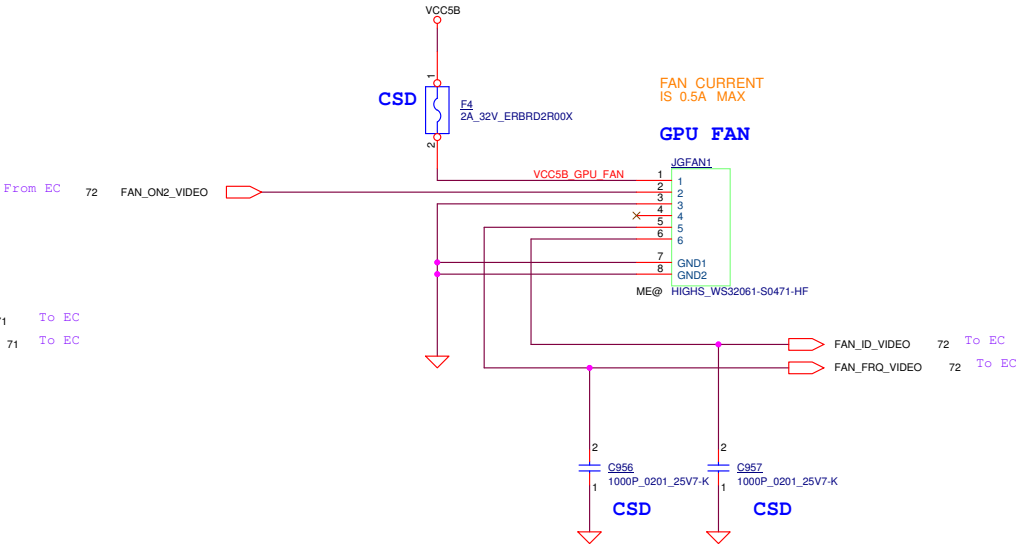 VCC5B
1
CSD
F4
2A_32V_ERBRD2R00X
2
FAN CURRENT
IS 0.5A MAX
GPU FAN
JGFAN1
VCC5B_GPU_FAN 1 1
From EC 72 FAN_ON2_VIDEO 2 2
3 3
4 4
5 5
6 6
7 GND1
8 GND2
ME@ HIGHS_WS32061-S0471-HF
To EC
71 To EC
FAN_ID_VIDEO 72 To EC
FAN_FRQ_VIDEO 72 To EC
2
C956
1000P_0201_25V7-K
1
CSD
2
C957
1000P_0201_25V7-K
1
CSD